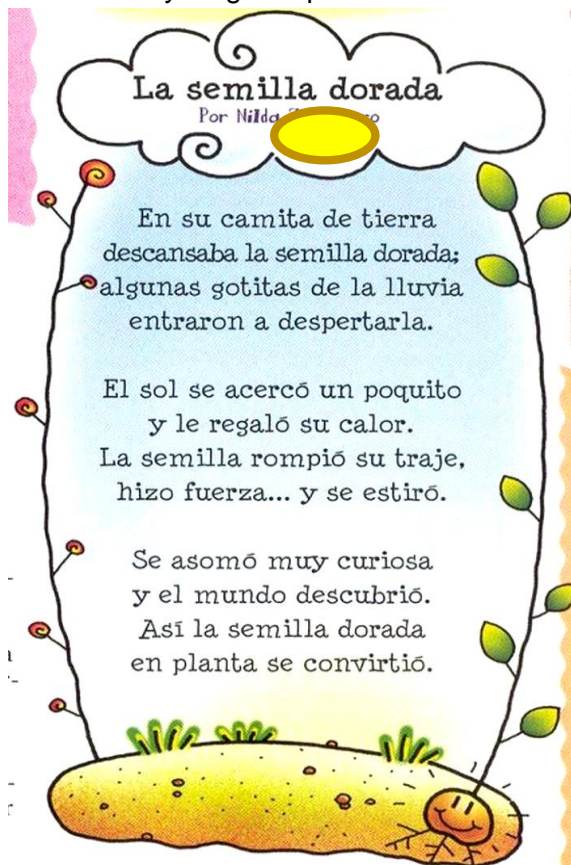 La semilla dorada
Por Nilda
En su camita de tierra
descansaba la semilla dorada;
algunas gotitas de la lluvia
entraron a despertarla.
El sol se acercó un poquito
y le regaló su calor.
La semilla rompió su traje,
hizo fuerza... y se estiró.
Se asomó muy curiosa
y el mundo descubrió.
Así la semilla dorada
en planta se convirtió.